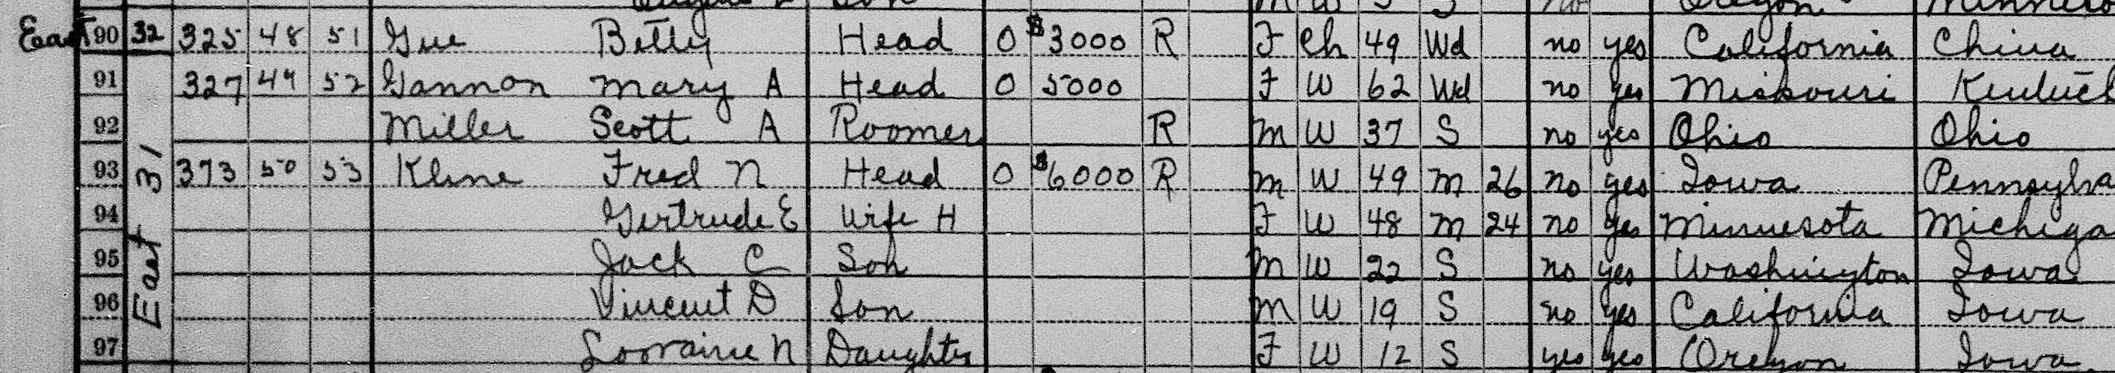 East 90 32 325 48 51 Gue Betty Head O $3000 R F Ch 49 Wd no yes California China
91 327 49 52 Gannon Mary A Head O 5000 F W 62 Wd no yes Missouri
92 Miller Scott A Roomer R M W 37 S no yes Ohio Ohio
93 373 50 53 Kline Fred N Head O $6000 R M W 49 M 26 no yes Iowa Pennsylva
94 Gertrude E Wife H F W 48 M 24 no yes Minnesota Michiga
95 Jack C Son M W 22 S no yes Washington Iowa
96 Vincent D Son M W 19 S no yes California Iowa
97 Lorraine N Daughter F W 12 S yes yes Oregon Iowa
East 31